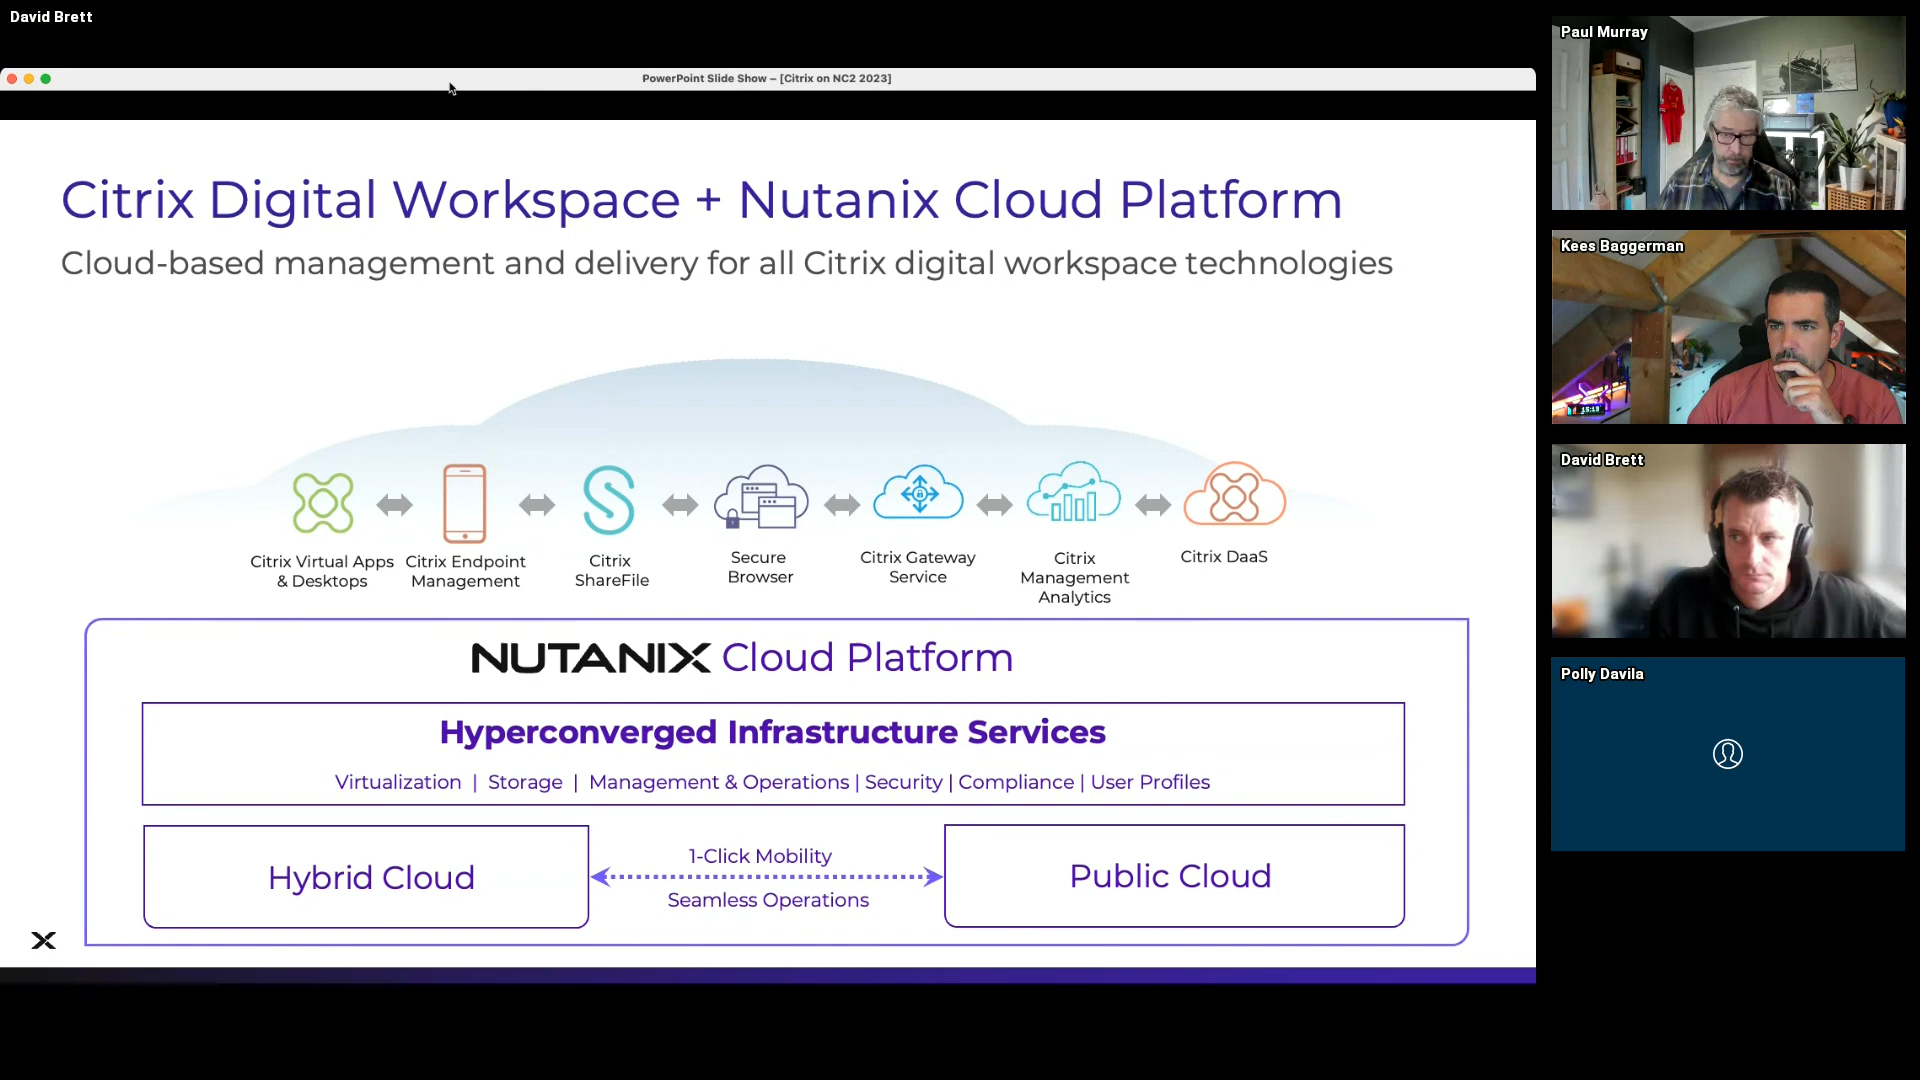 David Brett
PowerPoint Slide Show – [Citrix on NC2 2023]
Citrix Digital Workspace + Nutanix Cloud Platform
Cloud-based management and delivery for all Citrix digital workspace technologies
Citrix Virtual Apps
& Desktops
Citrix Endpoint
Management
Citrix
ShareFile
Secure
Browser
Citrix Gateway
Service
Citrix
Management
Analytics
Citrix DaaS
NUTANIX Cloud Platform
Hyperconverged Infrastructure Services
Virtualization | Storage | Management & Operations | Security | Compliance | User Profiles
Hybrid Cloud
1-Click Mobility
Seamless Operations
Public Cloud
Paul Murray
Kees Baggerman
15:13
David Brett
Polly Davila